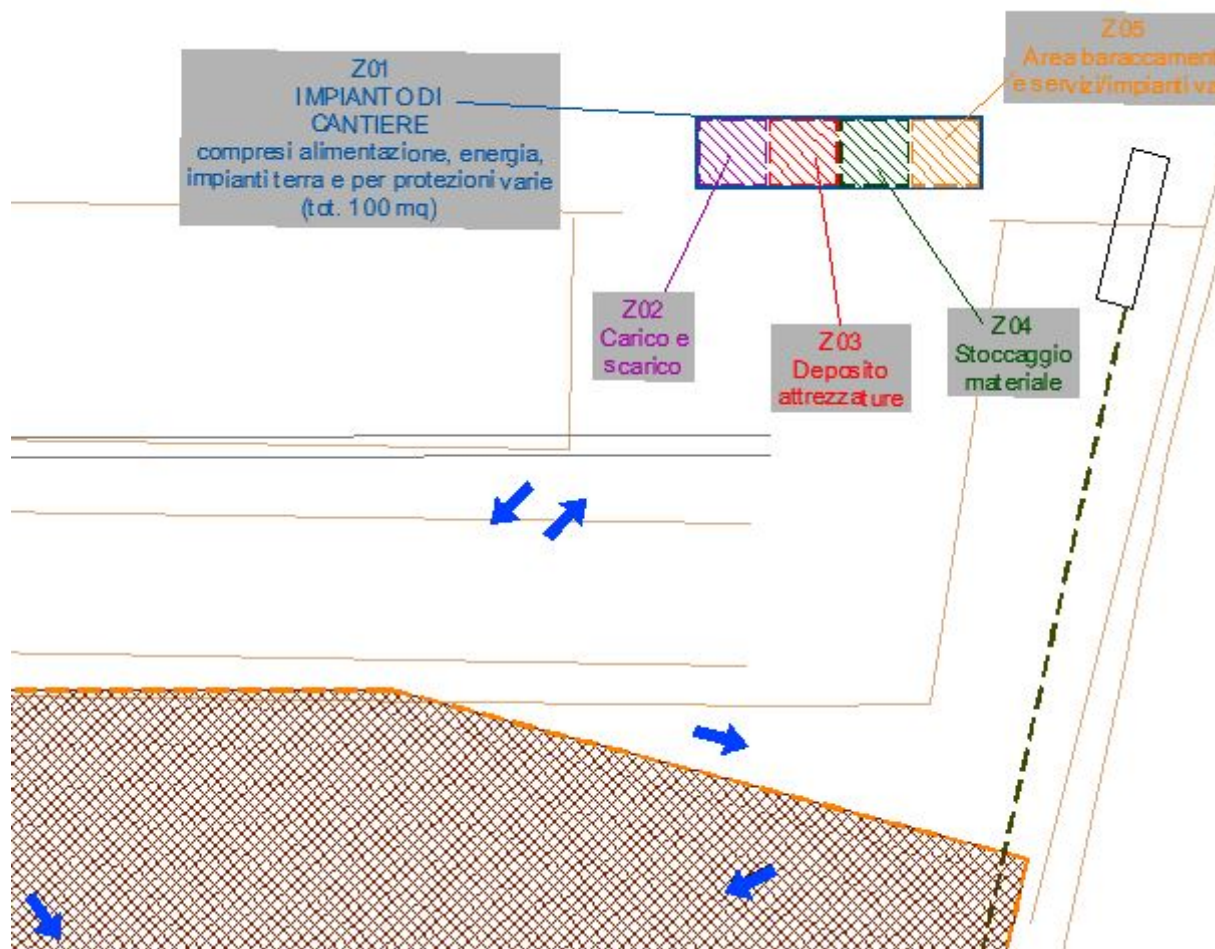 Z01
IMPIANTO DI
CANTIERE
compresi alimentazione, energia,
impianti terra e per protezioni varie
(tot. 100 mq)
Z05
Area baraccament
e servizi/impianti va
Z02
Carico e
scarico
Z03
Deposito
attrezzature
Z04
Stoccaggio
materiale